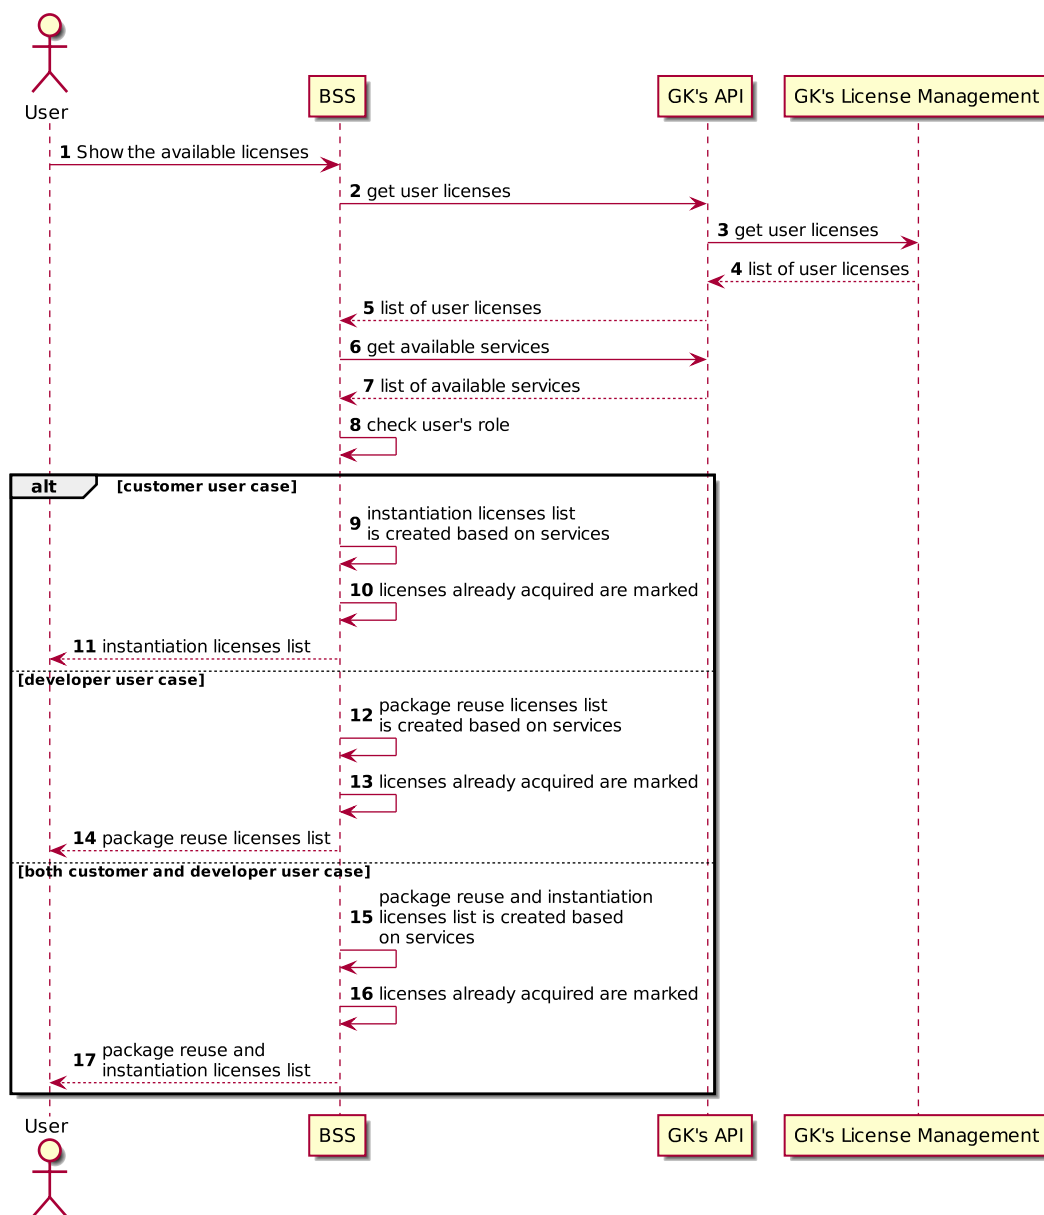 User
BSS
GK's API
GK's License Management
1 Show the available licenses
2 get user licenses
3 get user licenses
4 list of user licenses
5 list of user licenses
6 get available services
7 list of available services
8 check user's role
alt [customer user case]
9 instantiation licenses list
is created based on services
10 licenses already acquired are marked
11 instantiation licenses list
[developer user case]
12 package reuse licenses list
is created based on services
13 licenses already acquired are marked
14 package reuse licenses list
[both customer and developer user case]
package reuse and instantiation
15 licenses list is created based
on services
16 licenses already acquired are marked
17 package reuse and
instantiation licenses list
User
BSS
GK's API
GK's License Management